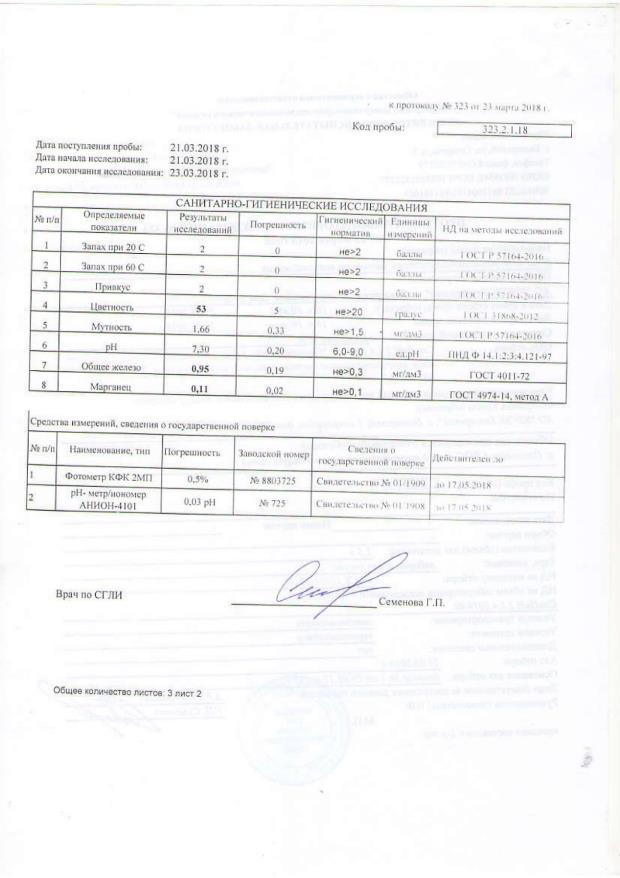 к протоколу № 323 от 23 марта 2018 г.
Код пробы: 323.2.1.18
Дата поступления пробы: 21.03.2018 г.
Дата начала исследования: 21.03.2018 г.
Дата окончания исследования: 23.03.2018 г.
САНИТАРНО-ГИГИЕНИЧЕСКИЕ ИССЛЕДОВАНИЯ
№ п/п Определяемые показатели Результаты исследований Погрешность Гигиенический норматив Единицы измерений НД на методы исследований
1 Запах при 20 С 2 0 не>2 баллы ГОСТ Р 57164-2016
2 Запах при 60 С 2 0 не>2 баллы ГОСТ Р 57164-2016
3 Привкус 2 0 не>2 баллы ГОСТ Р 57164-2016
4 Цветность 53 5 не>20 градус ГОСТ 31868-2012
5 Мутность 1,66 0,33 не>1,5 мг/дм3 ГОСТ Р 57164-2016
6 pH 7,30 0,20 6,0-9,0 ед.pH ПНД Ф 14.1:2:3:4.121-97
7 Общее железо 0,95 0,19 не>0,3 мг/дм3 ГОСТ 4011-72
8 Марганец 0,11 0,02 не>0,1 мг/дм3 ГОСТ 4974-14, метод А
Средства измерений, сведения о государственной поверке
№ п/п Наименование, тип Погрешность Заводской номер Сведения о государственной поверке Действителен до
1 Фотометр КФК 2МП 0,5% № 8803725 Свидетельство № 01/1909 до 17.05.2018
2 pH- метр/иономер АНИОН-4101 0,03 pH № 725 Свидетельство № 01 1908 до 17.05.2018
Врач по СГЛИ Семенова Г.П.
Общее количество листов: 3 лист 2